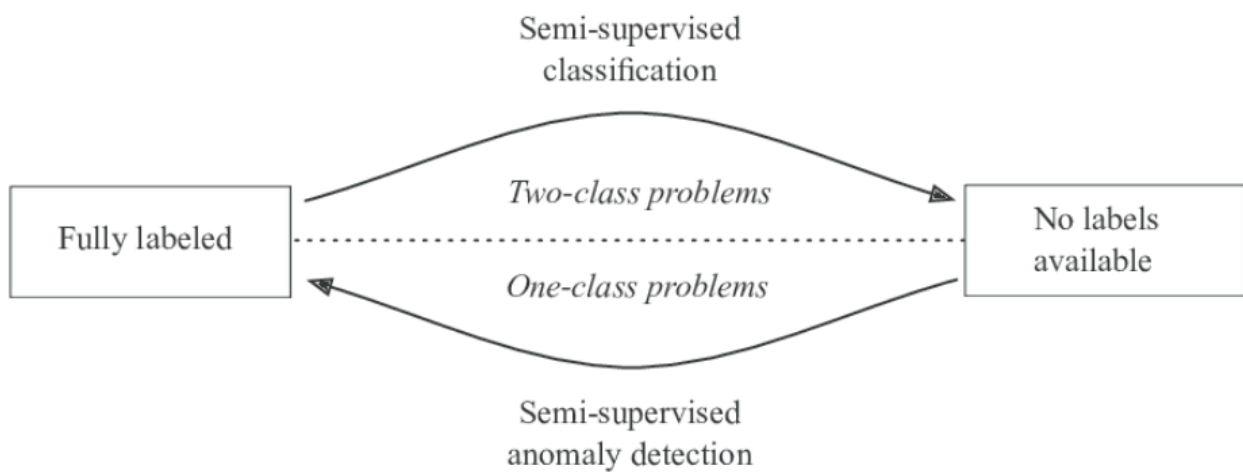 Semi-supervised
classification
Two-class problems
Fully labeled
No labels
available
One-class problems
Semi-supervised
anomaly detection